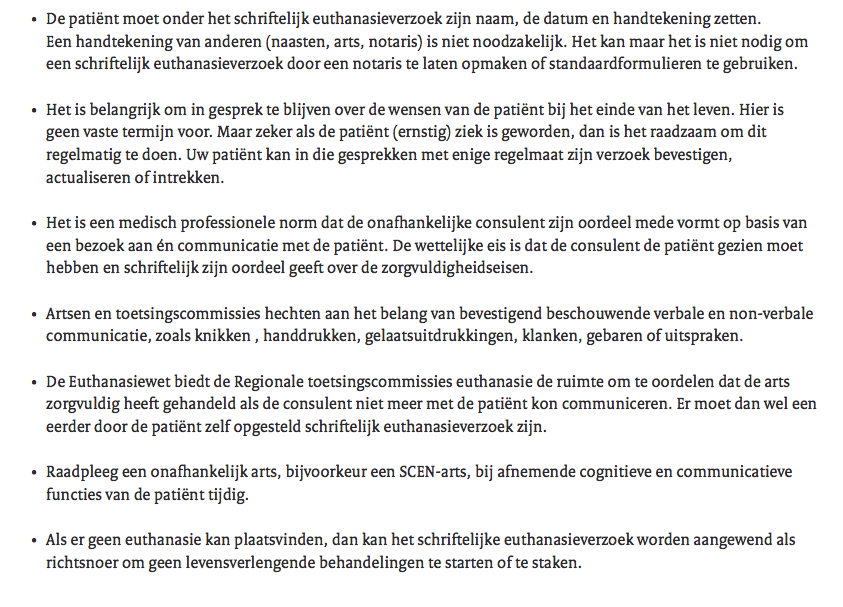 • De patiënt moet onder het schriftelijk euthanasieverzoek zijn naam, de datum en handtekening zetten.
Een handtekening van anderen (naasten, arts, notaris) is niet noodzakelijk. Het kan maar het is niet nodig om
een schriftelijk euthanasieverzoek door een notaris te laten opmaken of standaardformulieren te gebruiken.
• Het is belangrijk om in gesprek te blijven over de wensen van de patiënt bij het einde van het leven. Hier is
geen vaste termijn voor. Maar zeker als de patiënt (ernstig) ziek is geworden, dan is het raadzaam om dit
regelmatig te doen. Uw patiënt kan in die gesprekken met enige regelmaat zijn verzoek bevestigen,
actualiseren of intrekken.
• Het is een medisch professionele norm dat de onafhankelijke consulent zijn oordeel mede vormt op basis van
een bezoek aan én communicatie met de patiënt. De wettelijke eis is dat de consulent de patiënt gezien moet
hebben en schriftelijk zijn oordeel geeft over de zorgvuldigheidseisen.
• Artsen en toetsingscommissies hechten aan het belang van bevestigend beschouwende verbale en non-verbale
communicatie, zoals knikken , handdrukken, gelaatsuitdrukkingen, klanken, gebaren of uitspraken.
• De Euthanasiewet biedt de Regionale toetsingscommissies euthanasie de ruimte om te oordelen dat de arts
zorgvuldig heeft gehandeld als de consulent niet meer met de patiënt kon communiceren. Er moet dan wel een
eerder door de patiënt zelf opgesteld schriftelijk euthanasieverzoek zijn.
• Raadpleeg een onafhankelijk arts, bijvoorkeur een SCEN-arts, bij afnemende cognitieve en communicatieve
functies van de patiënt tijdig.
• Als er geen euthanasie kan plaatsvinden, dan kan het schriftelijke euthanasieverzoek worden aangewend als
richtsnoer om geen levensverlengende behandelingen te starten of te staken.